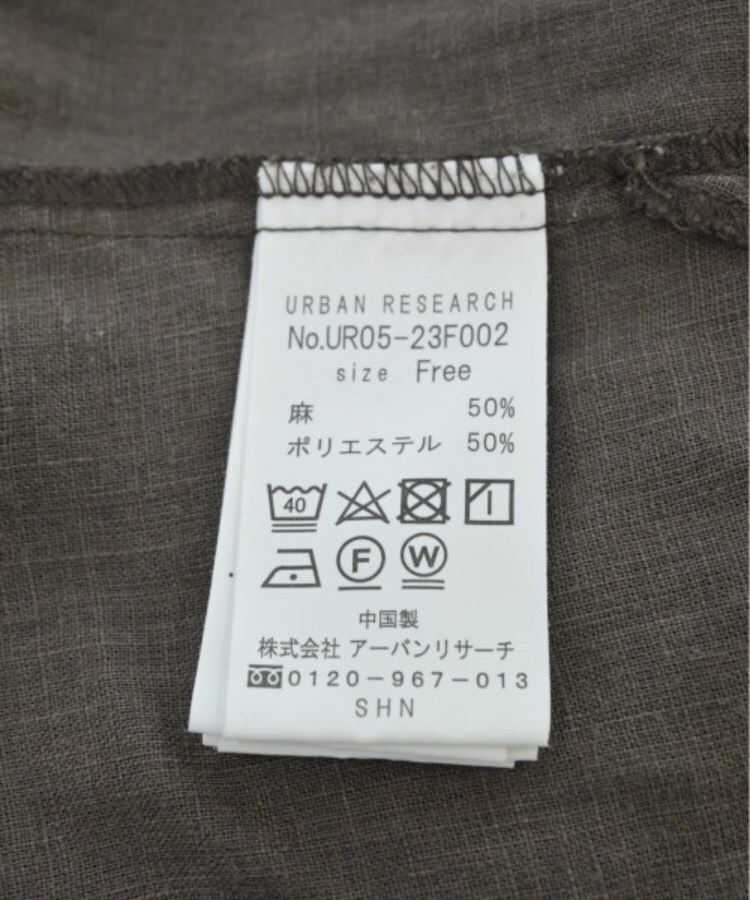 URBAN RESEARCH
No.UR05-23F002
size Free
麻 50%
ポリエステル 50%
40
F W
中国製
株式会社 アーバンリサーチ
0120-967-013
SHN